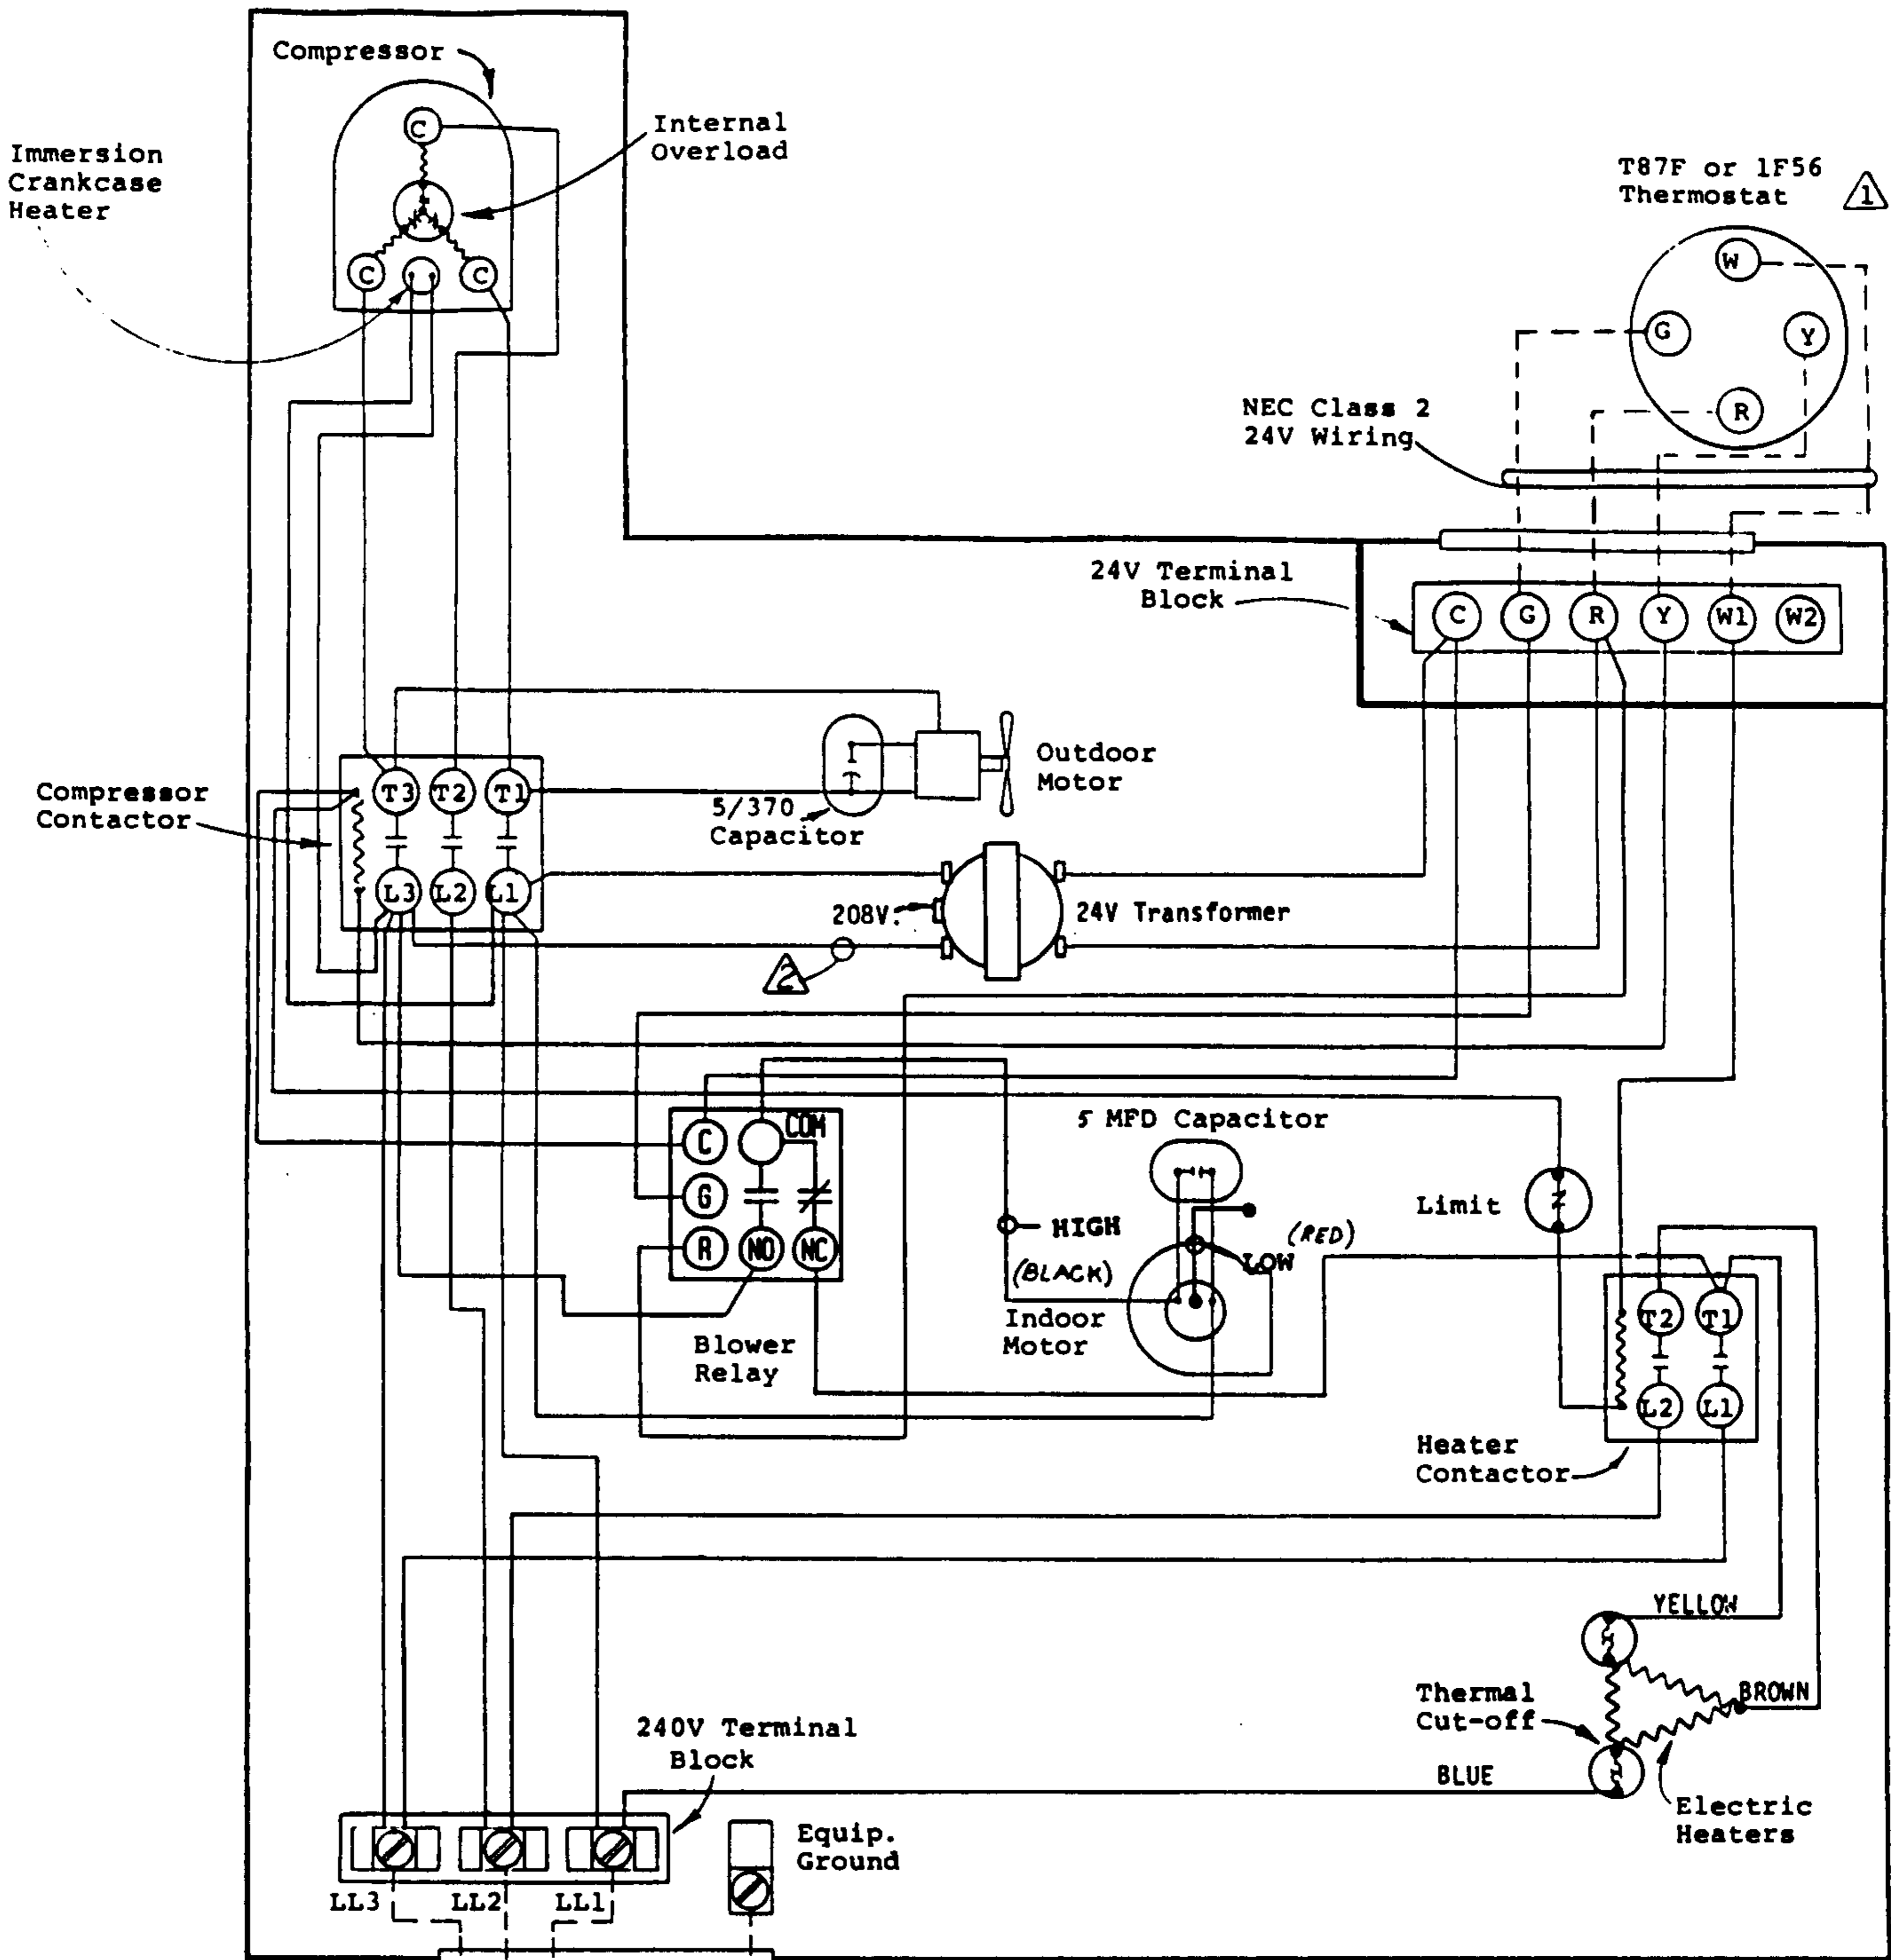 Compressor
Internal
Overload
Immersion
Crankcase
Heater
C
C
C
T87F or 1F56
Thermostat
1
W
G
Y
R
NEC Class 2
24V Wiring
24V Terminal
Block
C G R Y W1 W2
Outdoor
Motor
Compressor
Contactor
T3 T2 T1
5/370
Capacitor
L3 L2 L1
208V.
24V Transformer
2
5 MFD Capacitor
C
COM
G
R
NO
NC
HIGH
(BLACK)
(RED)
LOW
Limit
Indoor
Motor
Blower
Relay
T2 T1
L2 L1
Heater
Contactor
YELLOW
Thermal
Cut-off
BROWN
240V Terminal
Block
BLUE
Electric
Heaters
Equip.
Ground
LL3 LL2 LL1